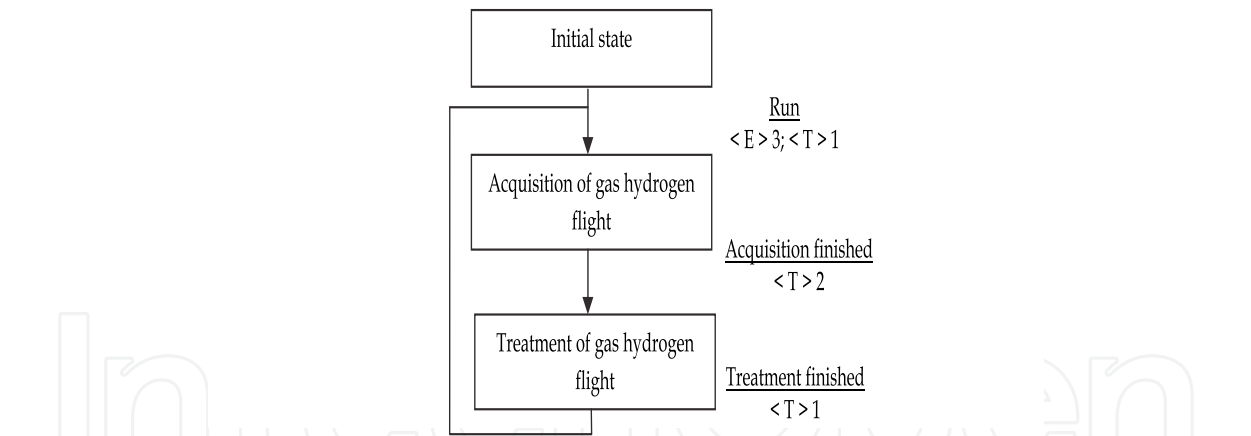 Initial state
Run
< E > 3; < T > 1
Acquisition of gas hydrogen
flight
Acquisition finished
< T > 2
Treatment of gas hydrogen
flight
Treatment finished
< T > 1